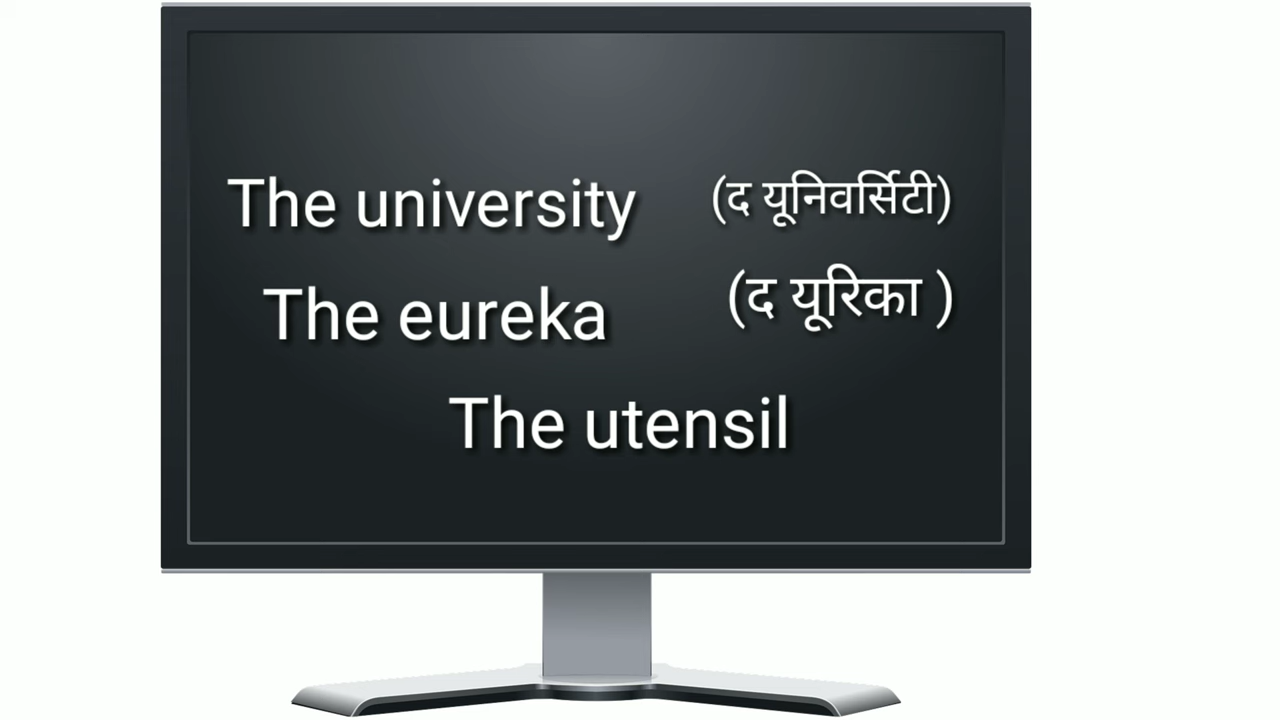 The university (द यूनिवर्सिटी)
The eureka (द यूरिका )
The utensil